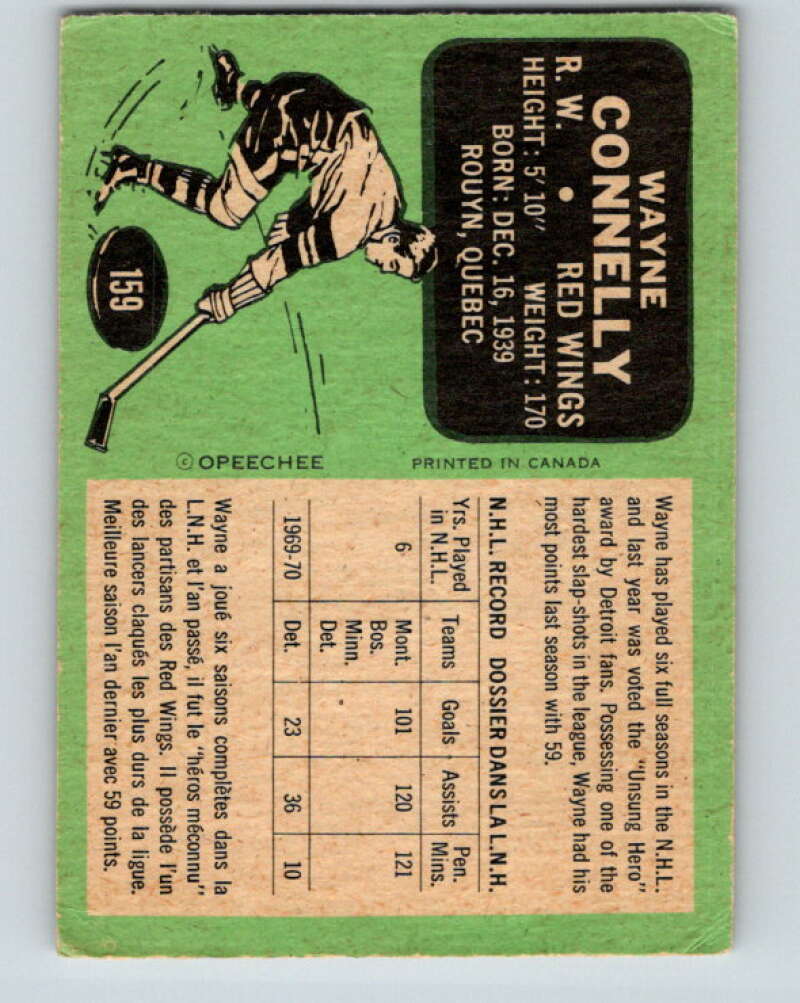 WAYNE
CONNELLY
R. W. • RED WINGS
HEIGHT: 5'10" WEIGHT: 170
BORN: DEC. 16, 1939
ROUYN, QUEBEC
159
© OPEECHEE PRINTED IN CANADA
Wayne has played six full seasons in the N.H.L.
and last year was voted the "Unsung Hero"
award by Detroit fans. Possessing one of the
hardest slap-shots in the league, Wayne had his
most points last season with 59.
N.H.L. RECORD DOSSIER DANS LA L.N.H.
Yrs. Played in N.H.L. Teams Goals Assists Pen. Mins.
6 Mont. 101 120 121
Bos.
Minn.
Det.
1969-70 Det. 23 36 10
Wayne a joué six saisons complètes dans la
L.N.H. et l'an passé, il fut le "héros méconnu"
des partisans des Red Wings. Il possède l'un
des lancers claqués les plus durs de la ligue.
Meilleure saison l'an dernier avec 59 points.